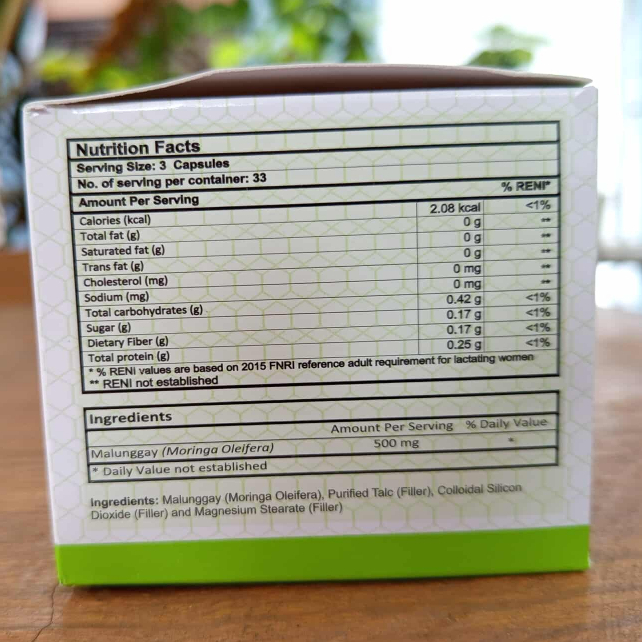 Nutrition Facts
Serving Size: 3 Capsules
No. of serving per container: 33
Amount Per Serving % RENI*
Calories (kcal) 2.08 kcal <1%
Total fat (g) 0 g **
Saturated fat (g) 0 g **
Trans fat (g) 0 g **
Cholesterol (mg) 0 mg **
Sodium (mg) 0 mg **
Total carbohydrates (g) 0.42 g <1%
Sugar (g) 0.17 g <1%
Dietary Fiber (g) 0.17 g <1%
Total protein (g) 0.25 g <1%
* % RENI values are based on 2015 FNRI reference adult requirement for lactating women
** RENI not established
Ingredients
Amount Per Serving % Daily Value
Malunggay (Moringa Oleifera) 500 mg *
* Daily Value not established
Ingredients: Malunggay (Moringa Oleifera), Purified Talc (Filler), Colloidal Silicon
Dioxide (Filler) and Magnesium Stearate (Filler)